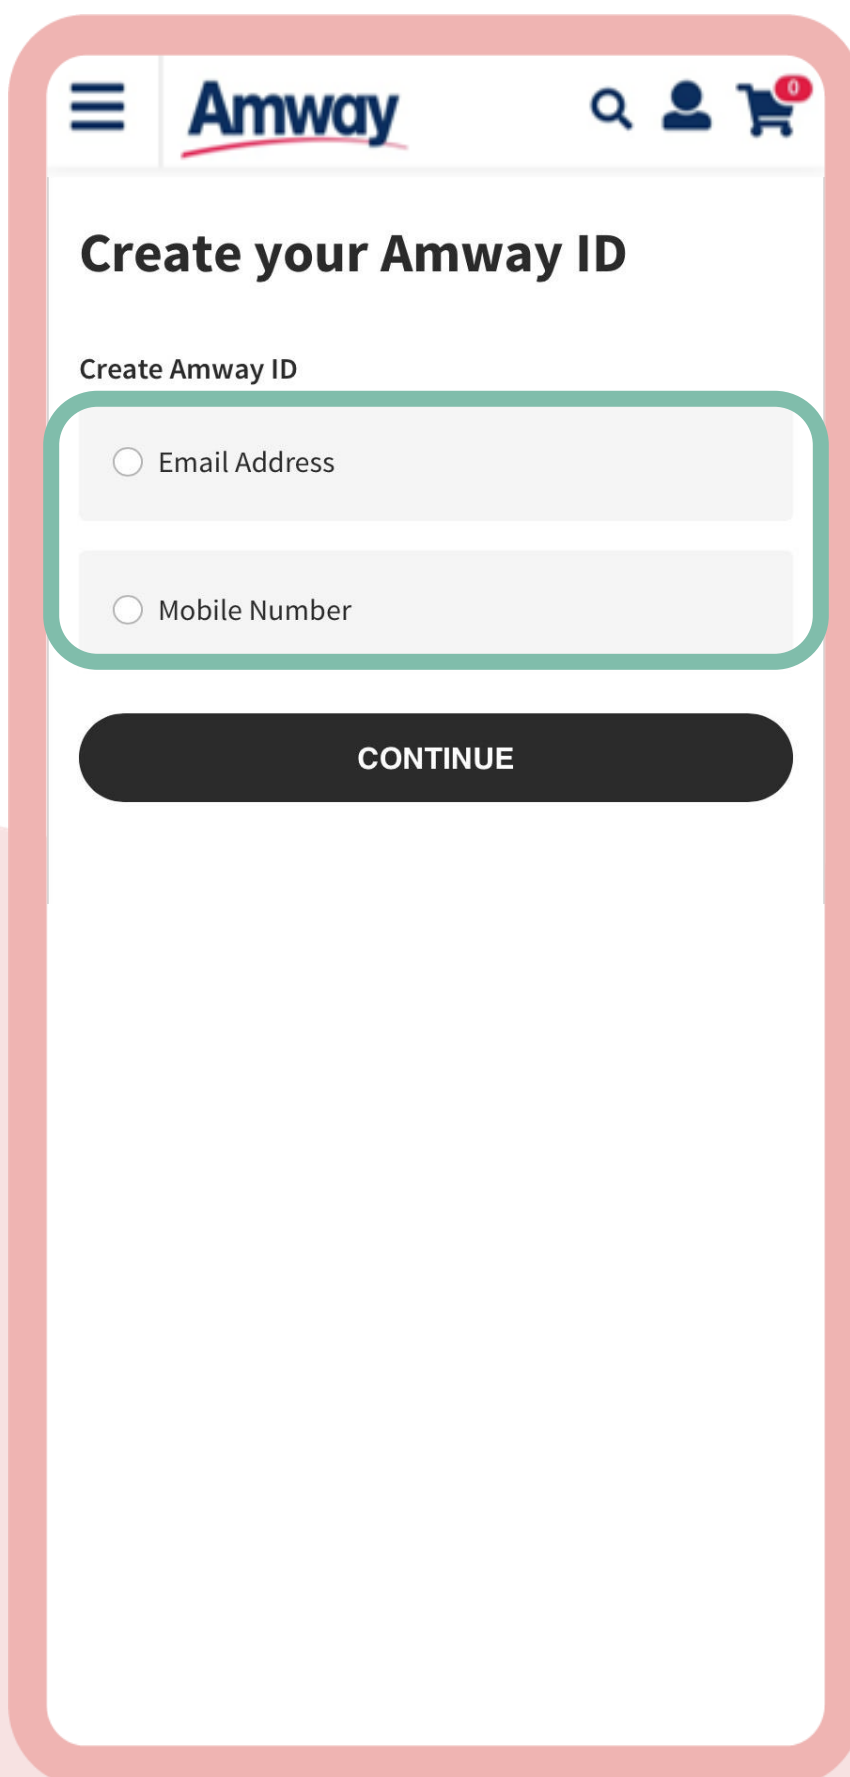 Amway
0
Create your Amway ID
Create Amway ID
Email Address
Mobile Number
CONTINUE